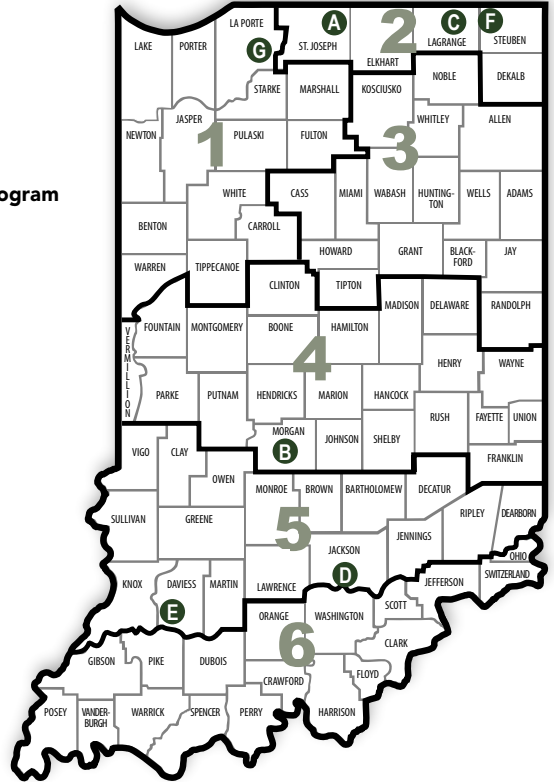 LA PORTE
A
2
C
F
LAKE
PORTER
ST. JOSEPH
LAGRANGE
STEUBEN
G
ELKHART
NOBLE
DEKALB
STARKE
MARSHALL
KOSCIUSKO
JASPER
WHITLEY
ALLEN
NEWTON
1
PULASKI
FULTON
3
ogram
WHITE
CASS
MIAMI
WABASH
HUNTING-
TON
WELLS
ADAMS
BENTON
CARROLL
HOWARD
GRANT
BLACK-
FORD
JAY
WARREN
TIPPECANOE
CLINTON
TIPTON
MADISON
DELAWARE
RANDOLPH
VERMILLION
FOUNTAIN
MONTGOMERY
BOONE
HAMILTON
4
HENRY
WAYNE
PARKE
PUTNAM
HENDRICKS
MARION
HANCOCK
RUSH
FAYETTE
UNION
MORGAN
B
JOHNSON
SHELBY
VIGO
CLAY
FRANKLIN
OWEN
MONROE
BROWN
BARTHOLOMEW
DECATUR
SULLIVAN
GREENE
5
RIPLEY
DEARBORN
JENNINGS
JACKSON
OHIO
KNOX
DAVIESS
MARTIN
LAWRENCE
D
JEFFERSON
SWITZERLAND
E
ORANGE
WASHINGTON
SCOTT
6
CLARK
GIBSON
PIKE
DUBOIS
CRAWFORD
FLOYD
POSEY
VANDER-
BURGH
WARRICK
SPENCER
PERRY
HARRISON